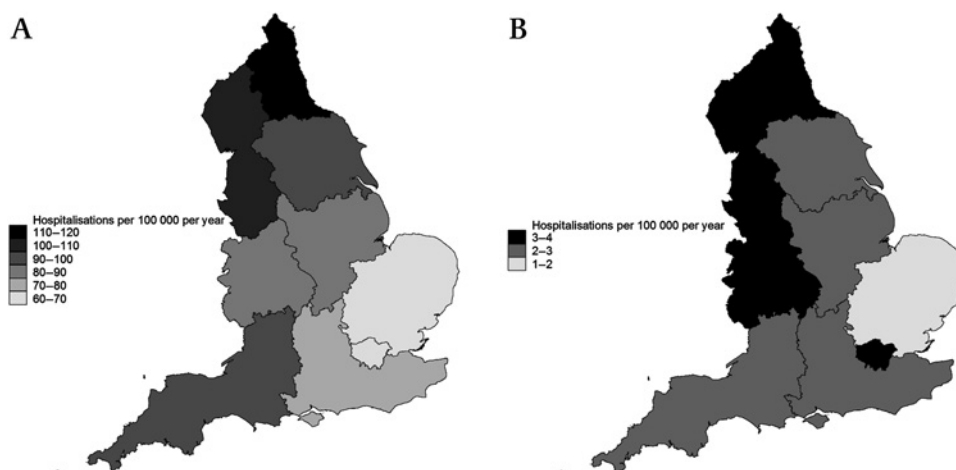 A
Hospitalisations per 100 000 per year
110–120
100–110
90–100
80–90
70–80
60–70
B
Hospitalisations per 100 000 per year
3–4
2–3
1–2